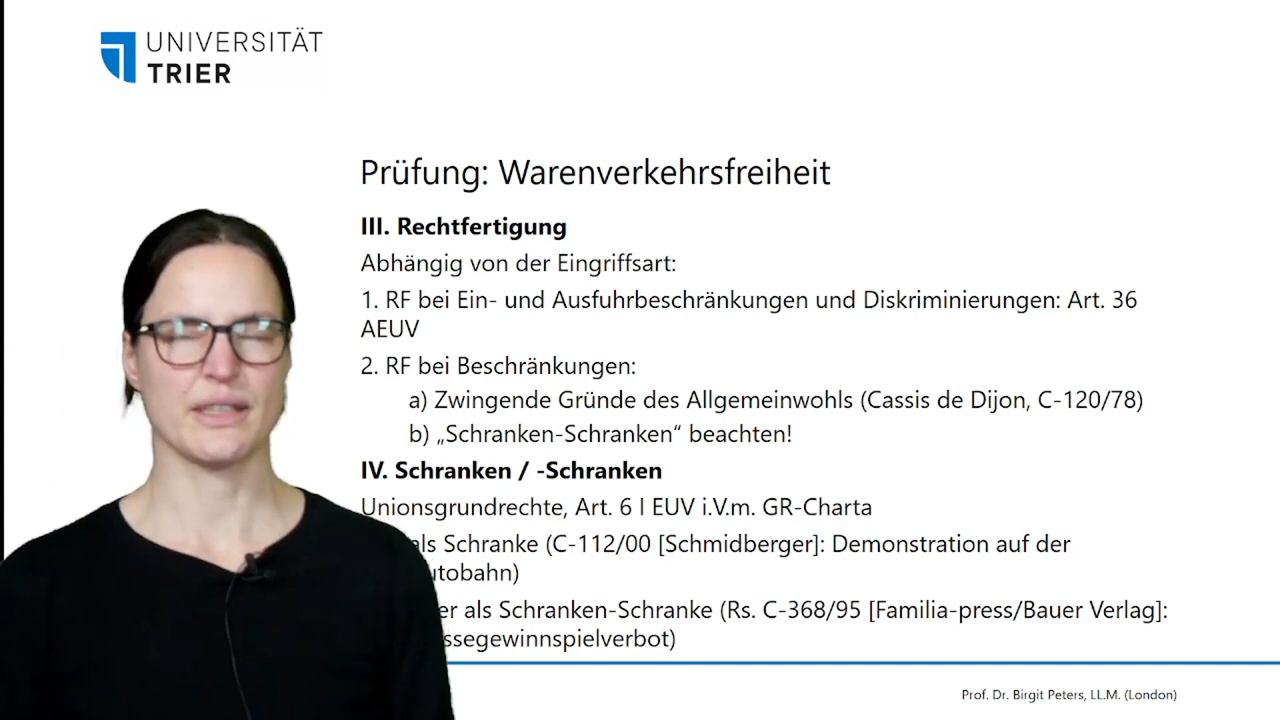 UNIVERSITÄT
TRIER
Prüfung: Warenverkehrsfreiheit
III. Rechtfertigung
Abhängig von der Eingriffsart:
1. RF bei Ein- und Ausfuhrbeschränkungen und Diskriminierungen: Art. 36
AEUV
2. RF bei Beschränkungen:
a) Zwingende Gründe des Allgemeinwohls (Cassis de Dijon, C-120/78)
b) „Schranken-Schranken“ beachten!
IV. Schranken / -Schranken
Unionsgrundrechte, Art. 6 I EUV i.V.m. GR-Charta
als Schranke (C-112/00 [Schmidberger]: Demonstration auf der
utobahn)
er als Schranken-Schranke (Rs. C-368/95 [Familia-press/Bauer Verlag]:
ssegewinnspielverbot)
Prof. Dr. Birgit Peters, LL.M. (London)